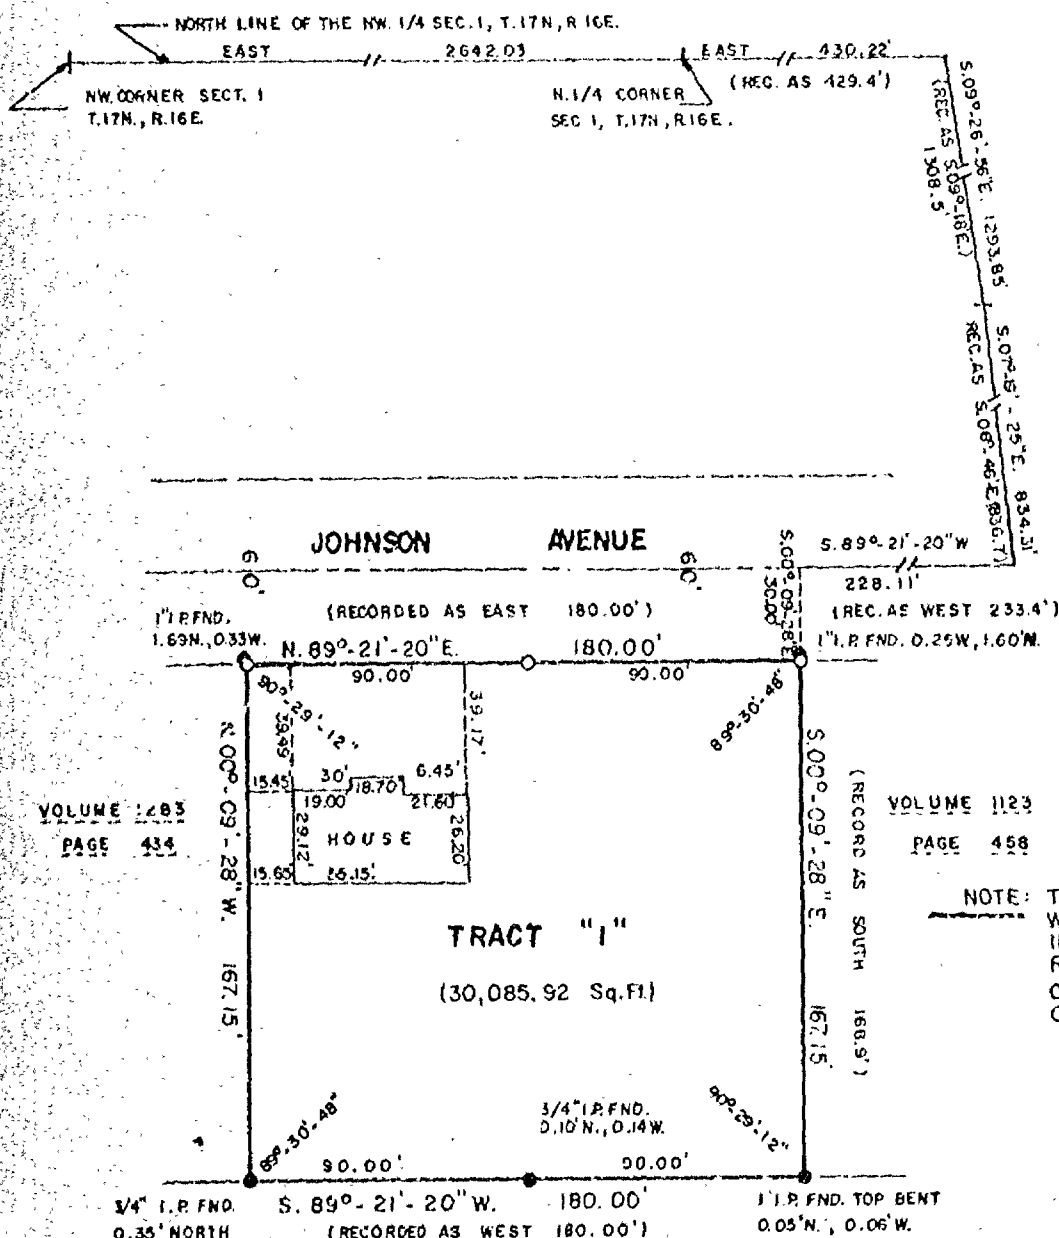 NORTH LINE OF THE NW. 1/4 SEC. 1, T. 17N, R 16E.
EAST 2642.03
EAST 430.22'
(REC. AS 429.4')
NW. CORNER SECT. 1
T.17N., R.16E.
N.1/4 CORNER
SEC 1, T.17N, R.16E.
S.09°-26'-56"E. 1293.85'
(REC. AS S.09°-18'E.)
1308.5'
S.07°-15'-25"E. 834.31'
REC. AS S.08°-46'E 836.7')
JOHNSON AVENUE
60'
60'
S.00°-09'-28"E
30.00'
S. 89°-21'-20"W
228.11'
(REC. AS WEST 233.4')
1" I.P. FND.
1.69N., 0.33W.
(RECORDED AS EAST 180.00')
1" I.P. FND. 0.25W, 1.60'N.
N. 89°-21'-20"E. 180.00'
90.00' 90.00'
90°-29'-12"
89°-30'-48"
39.49
39.17'
15.45 30' 18.70' 6.45'
19.00 21.60'
29.12'
HOUSE
26.20'
15.65'
N. 00°-09'-28"W. 167.15'
S.00°-09'-28"E. 167.15'
(RECORD AS SOUTH 168.9')
VOLUME 1283
PAGE 434
VOLUME 1123
PAGE 458
NOTE:
TRACT "1"
(30,085.92 Sq.Ft.)
89°-30'-48"
90°-29'-12"
3/4" I.P. FND.
0.10'N., 0.14W.
90.00' 90.00'
3/4" I.P. FND.
0.35' NORTH
S. 89°-21'-20"W. 180.00'
(RECORDED AS WEST 180.00')
1" I.P. FND. TOP BENT
0.05'N., 0.06'W.